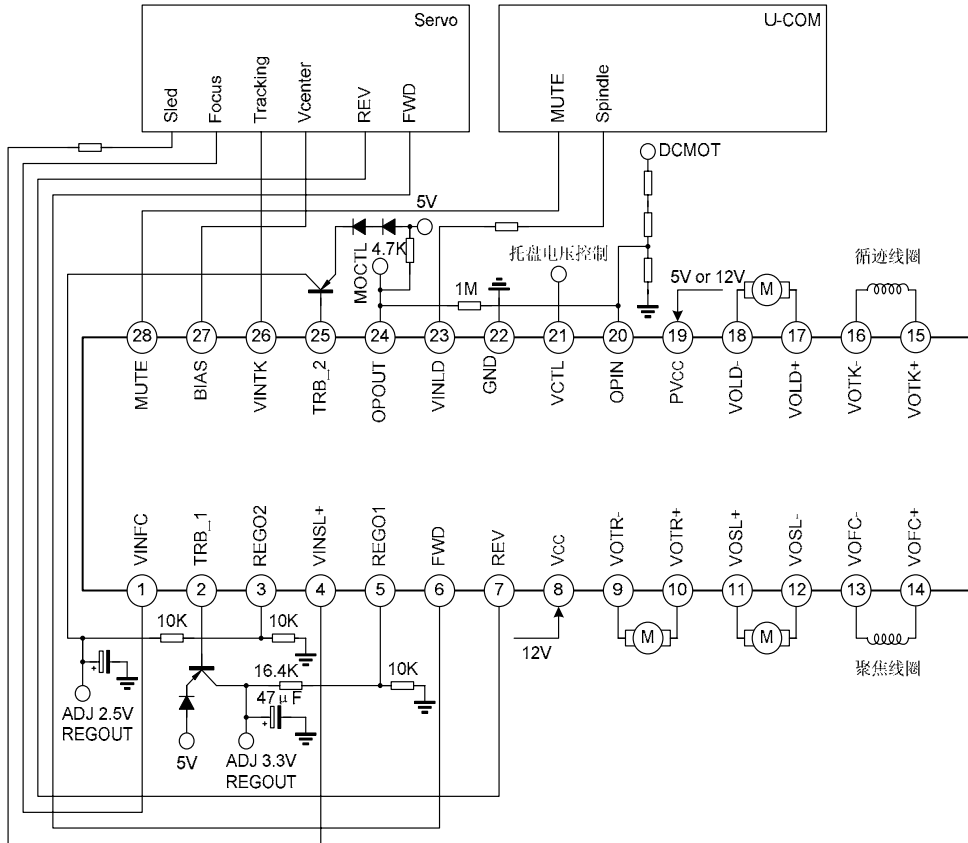 Servo
U-COM
Sled
Focus
Tracking
Vcenter
REV
FWD
MUTE
Spindle
DCMOT
5V
MOCTL
4.7K
托盘电压控制
1M
5V or 12V
M
循迹线圈
28
27
26
25
24
23
22
21
20
19
18
17
16
15
MUTE
BIAS
VINTK
TRB_2
OPOUT
VINLD
GND
VCTL
OPIN
PVCC
VOLD-
VOLD+
VOTK-
VOTK+
VINFC
TRB_1
REGO2
VINSL+
REGO1
FWD
REV
VCC
VOTR-
VOTR+
VOSL+
VOSL-
VOFC-
VOFC+
1
2
3
4
5
6
7
8
9
10
11
12
13
14
10K
10K
12V
M
M
聚焦线圈
16.4K
10K
47μF
ADJ 2.5V
REGOUT
5V
ADJ 3.3V
REGOUT